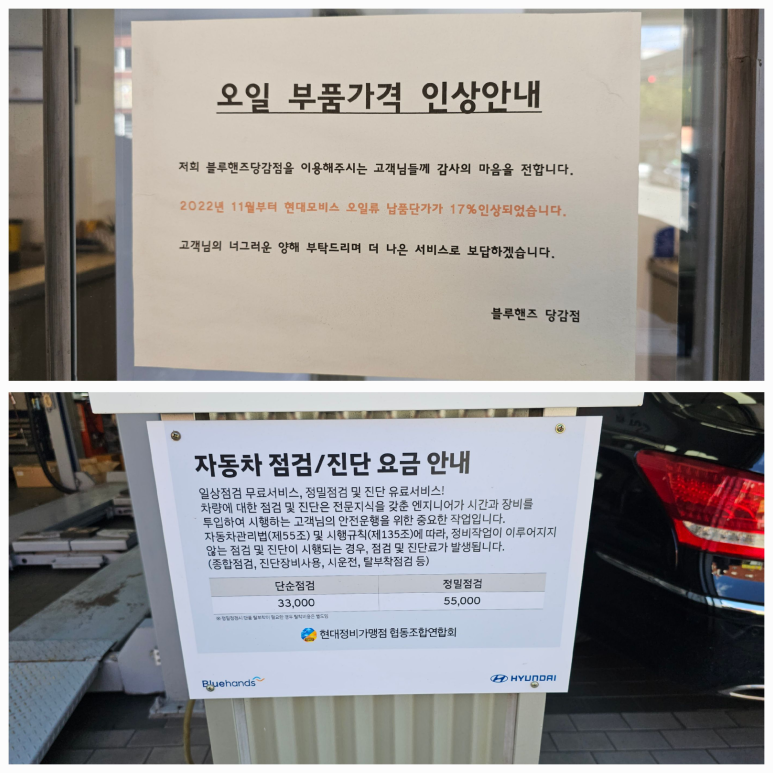 오일 부품가격 인상안내
저희 블루핸즈당감점을 이용해주시는 고객님들께 감사의 마음을 전합니다.
2022년 11월부터 현대모비스 오일류 납품단가가 17%인상되었습니다.
고객님의 너그러운 양해 부탁드리며 더 나은 서비스로 보답하겠습니다.
블루핸즈 당감점
자동차 점검/진단 요금 안내
일상점검 무료서비스, 정밀점검 및 진단 유료서비스!
차량에 대한 점검 및 진단은 전문지식을 갖춘 엔지니어가 시간과 장비를
투입하여 시행하는 고객님의 안전운행을 위한 중요한 작업입니다.
자동차관리법(제55조) 및 시행규칙(제135조)에 따라, 정비작업이 이루어지지
않는 점검 및 진단이 시행되는 경우, 점검 및 진단료가 발생됩니다.
(종합점검, 진단장비사용, 시운전, 탈부착점검 등)
단순점검 정밀점검
33,000 55,000
현대정비가맹점 협동조합연합회
Bluehands HYUNDAI